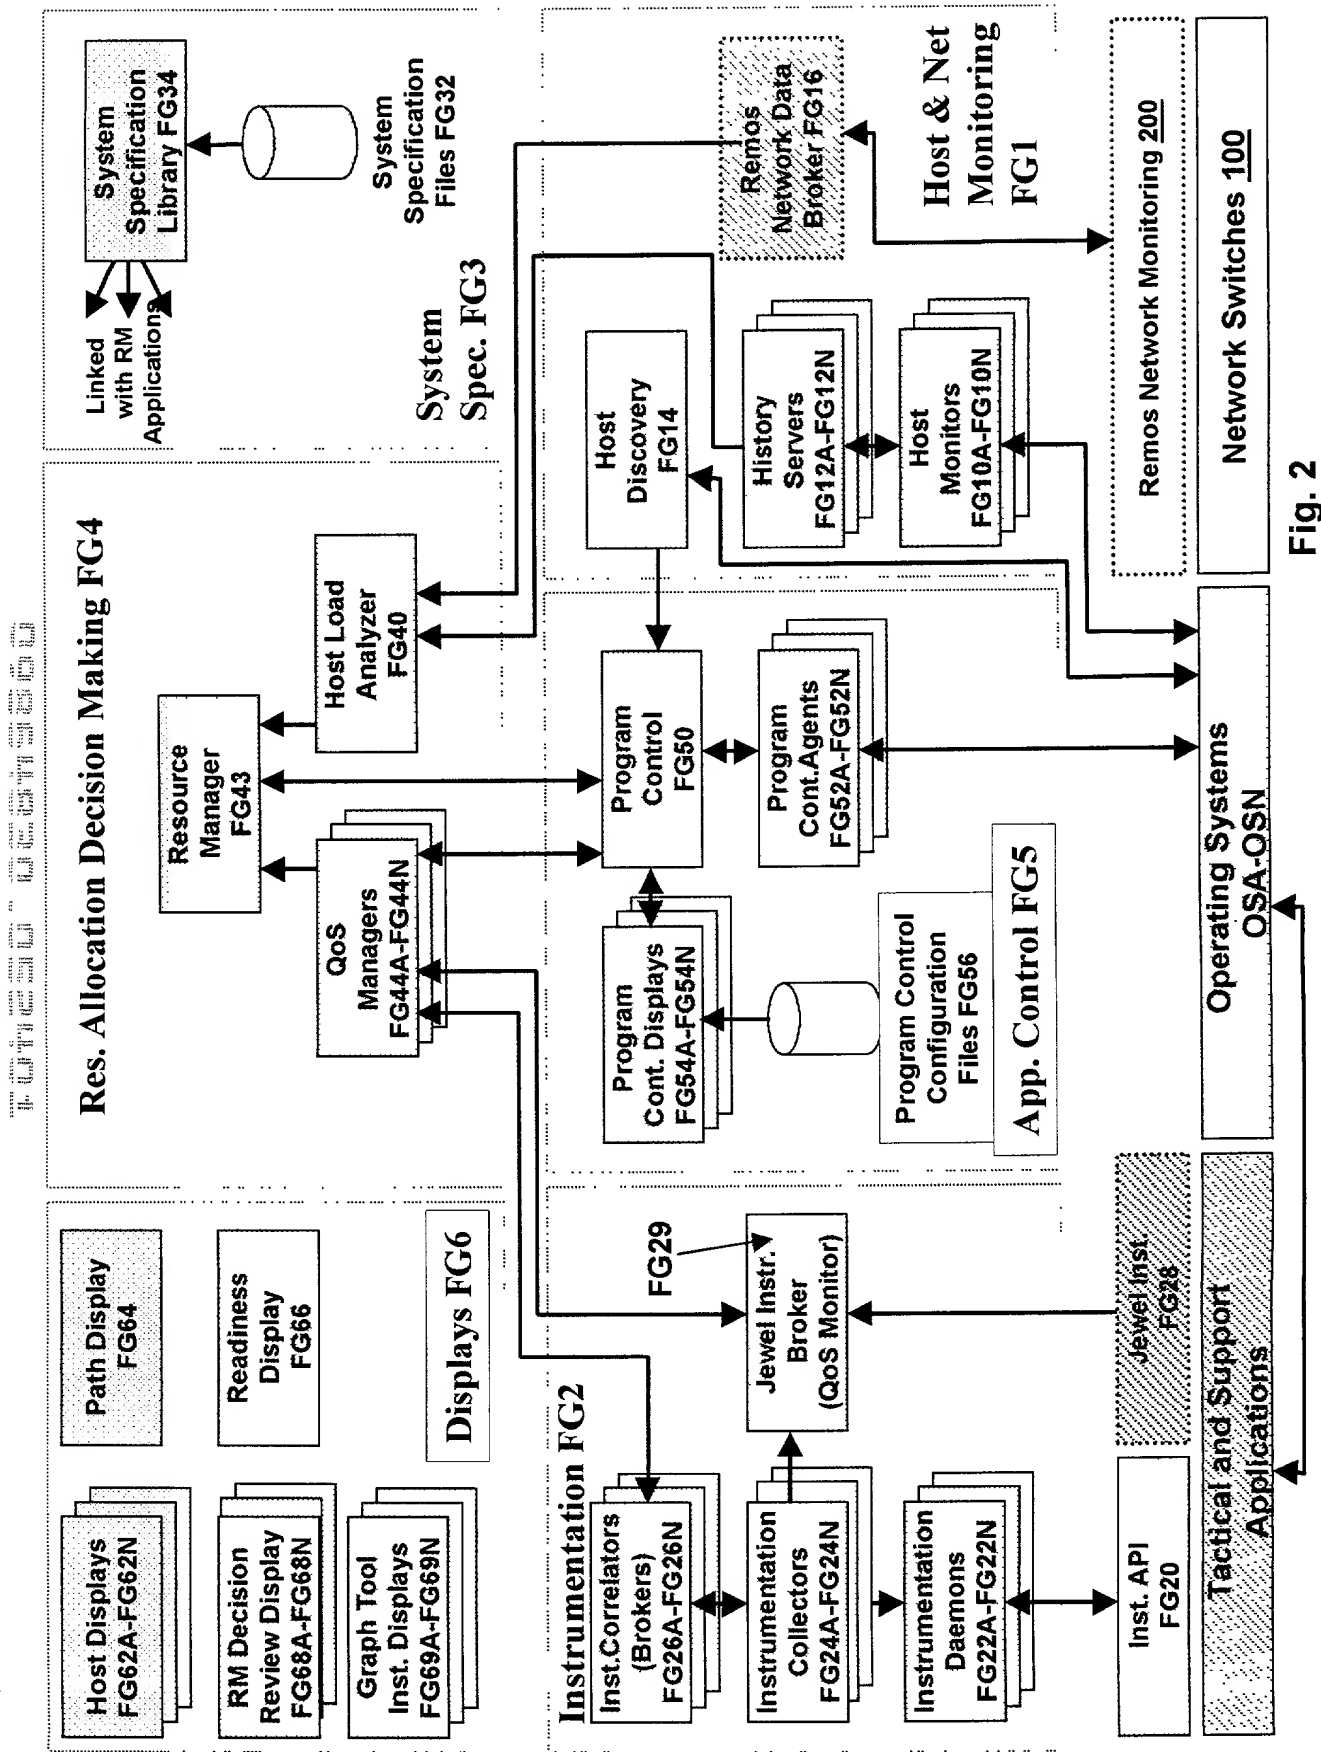 Host Displays
FG62A-FG62N
Path Display
FG64
RM Decision
Review Display
FG68A-FG68N
Readiness
Display
FG66
Graph Tool
Inst. Displays
FG69A-FG69N
Displays FG6
Res. Allocation Decision Making FG4
Resource
Manager
FG43
QoS
Managers
FG44A-FG44N
Host Load
Analyzer
FG40
System
Specification
Library FG34
Linked
with RM
Applications
System
Specification
Files FG32
System
Spec. FG3
Instrumentation FG2
Inst.Correlators
(Brokers)
FG26A-FG26N
FG29
Instrumentation
Collectors
FG24A-FG24N
Jewel Instr.
Broker
(QoS Monitor)
Instrumentation
Daemons
FG22A-FG22N
Inst. API
FG20
Jewel Inst.
FG28
Tactical and Support
Applications
Program
Cont. Displays
FG54A-FG54N
Program
Control
FG50
Program
Cont.Agents
FG52A-FG52N
Program Control
Configuration
Files FG56
App. Control FG5
Operating Systems
OSA-OSN
Host
Discovery
FG14
History
Servers
FG12A-FG12N
Host
Monitors
FG10A-FG10N
Remos
Network Data
Broker FG16
Host & Net
Monitoring
FG1
Remos Network Monitoring 200
Network Switches 100
Fig. 2